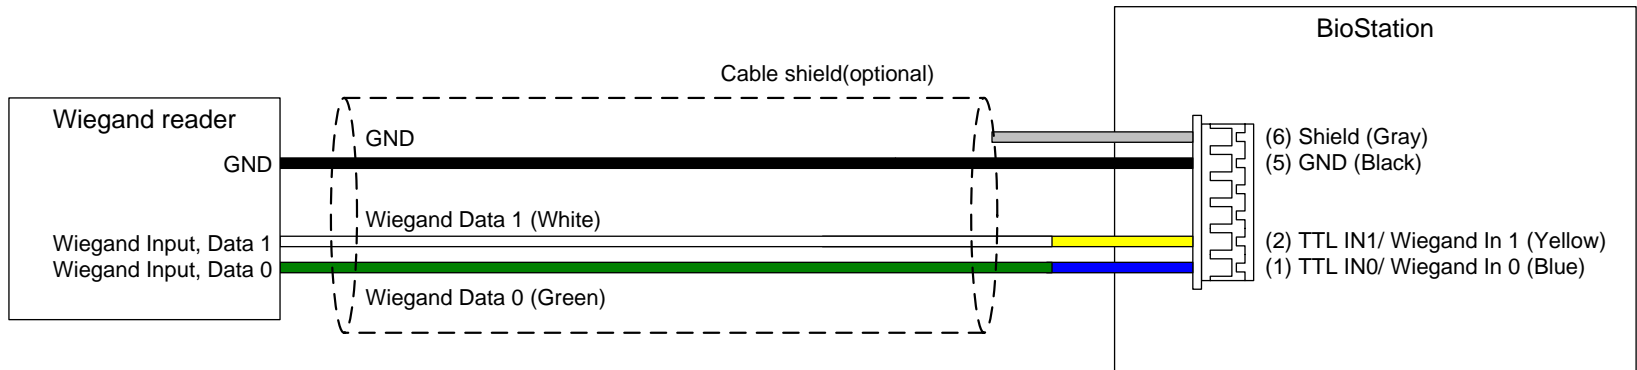 BioStation
Cable shield(optional)
Wiegand reader
GND
(6) Shield (Gray)
GND
(5) GND (Black)
Wiegand Data 1 (White)
Wiegand Input, Data 1
(2) TTL IN1/ Wiegand In 1 (Yellow)
Wiegand Input, Data 0
(1) TTL IN0/ Wiegand In 0 (Blue)
Wiegand Data 0 (Green)